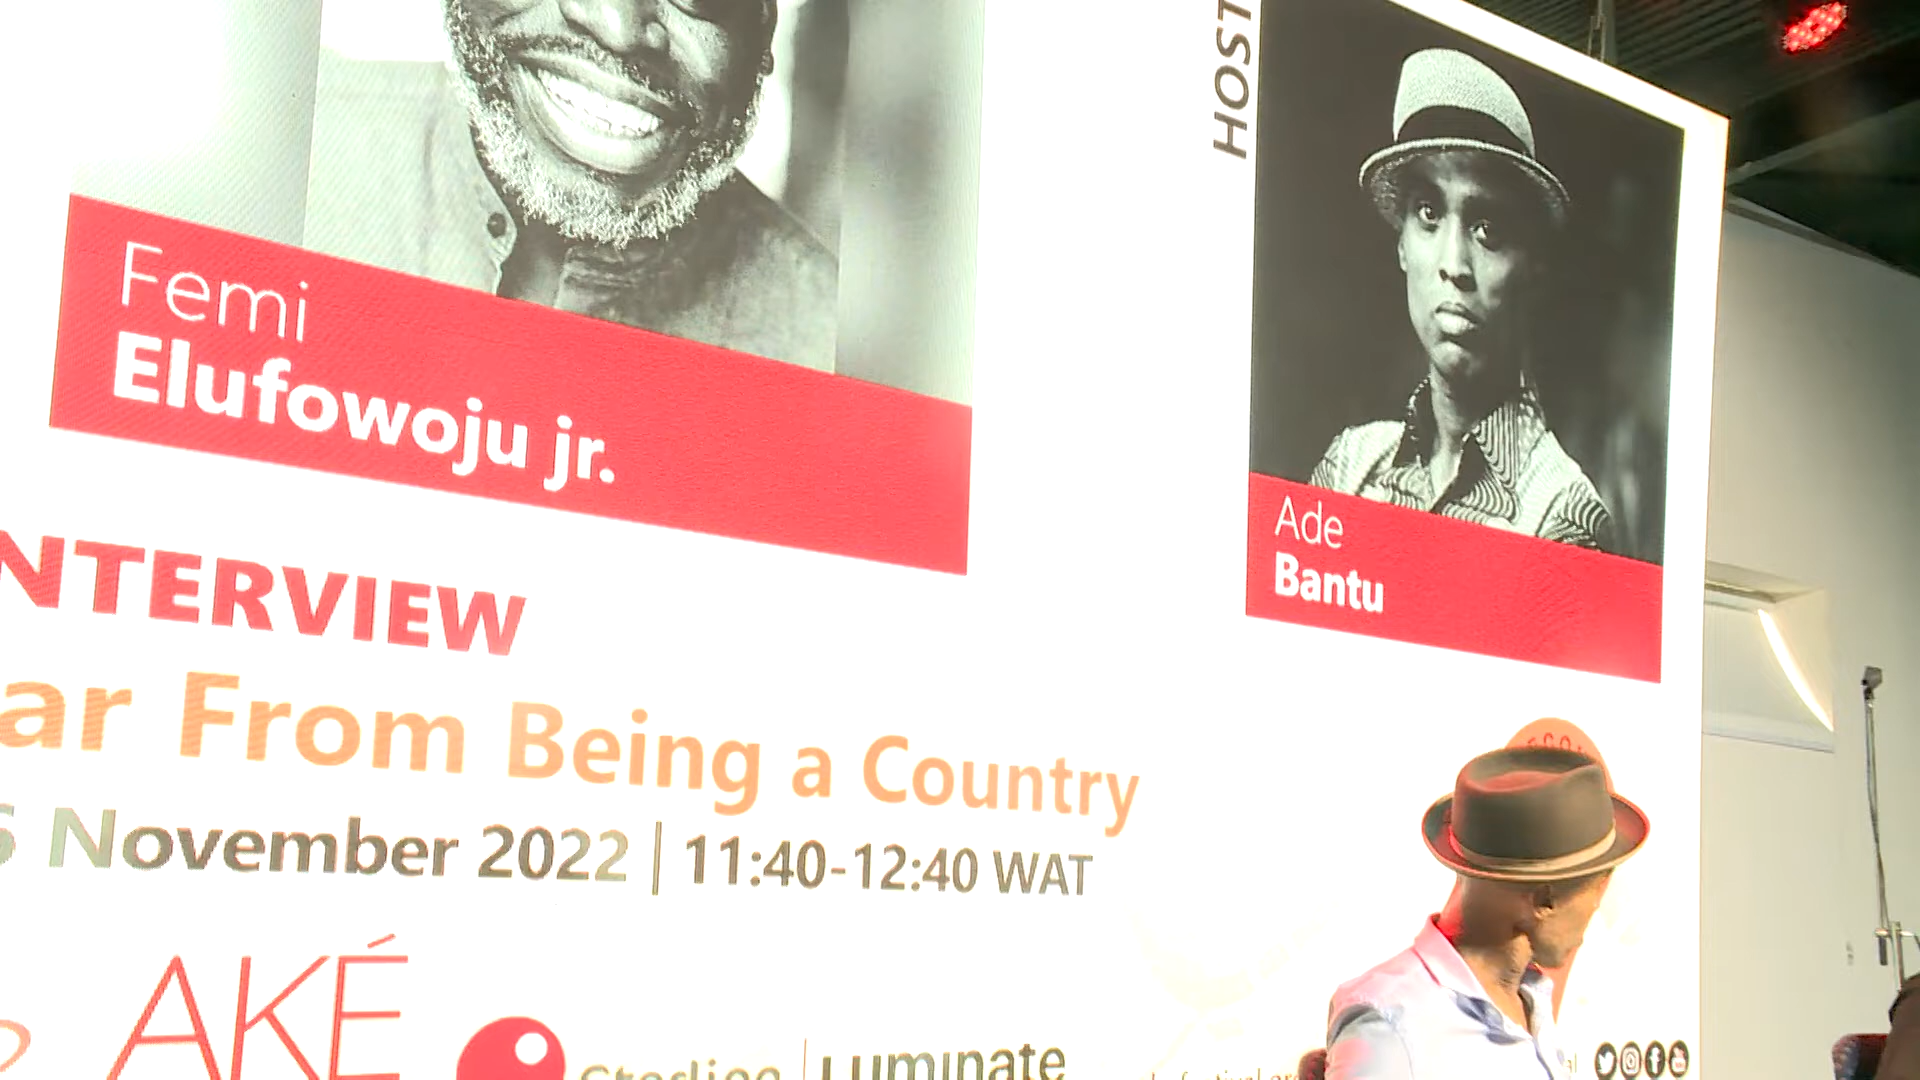 Femi
Elufowoju jr.
HOST
Ade
Bantu
NTERVIEW
ar From Being a Country
November 2022 | 11:40-12:40 WAT
AKÉ
Sterling
Luminate